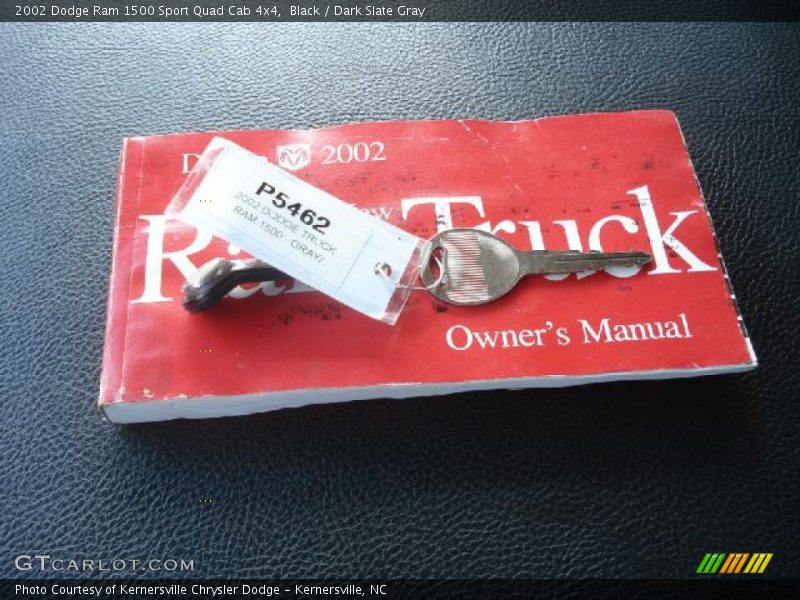 2002 Dodge Ram 1500 Sport Quad Cab 4x4, Black / Dark Slate Gray
2002
P5462
2002 DODGE TRUCK
RAM 1500 - GRAY/
Truck
Owner's Manual
GTCARLOT.COM
Photo Courtesy of Kernersville Chrysler Dodge – Kernersville, NC